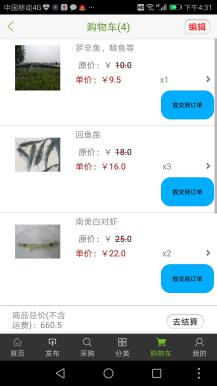 中国移动4G 下午4:31
购物车(4) 编辑
罗非鱼，鲫鱼等
原价：￥ 10.0
单价：￥9.5 x1
提交到订单
回鱼苗
原价：￥ 18.0
单价：￥16.0 x3
提交到订单
南美白对虾
原价：￥ 25.0
单价：￥22.0 x2
提交到订单
商品总价(不含
运费)：660.5 去结算
首页 发布 采购 分类 购物车 我的